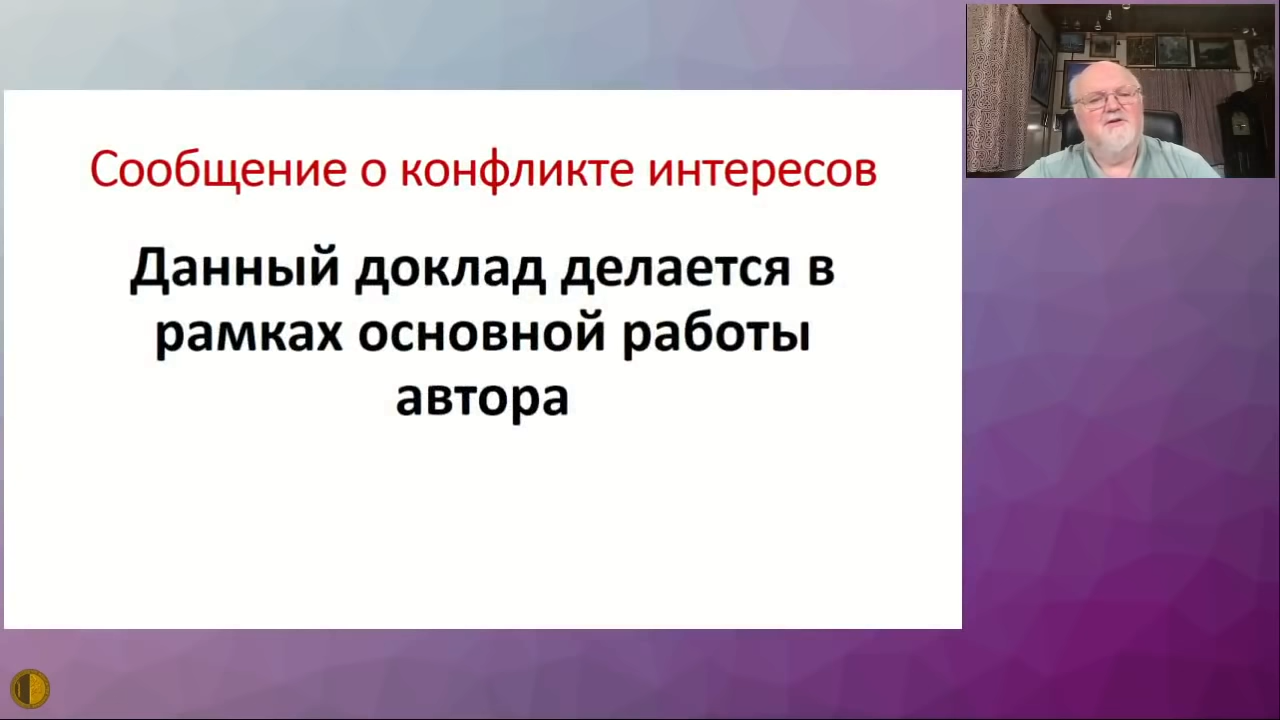 Сообщение о конфликте интересов
Данный доклад делается в
рамках основной работы
автора